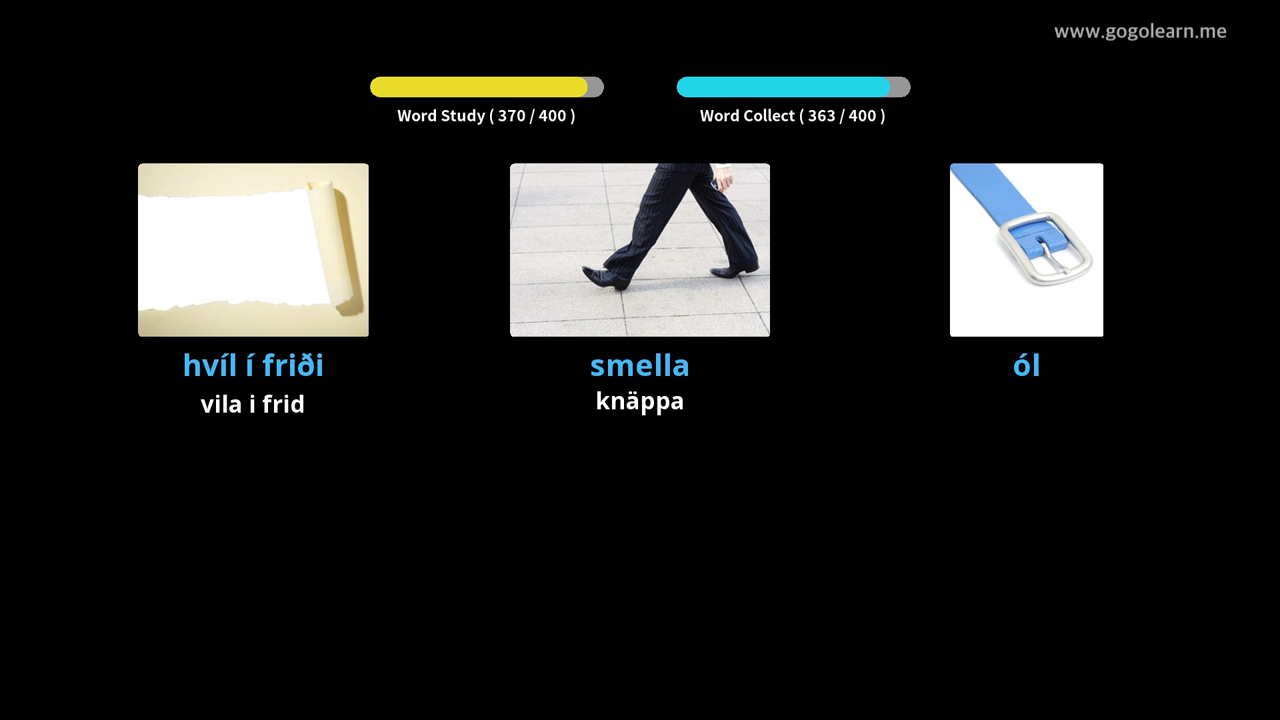 www.gogolearn.me
Word Study ( 370 / 400 )
Word Collect ( 363 / 400 )
hvíl í friði
vila i frid
smella
knäppa
ól